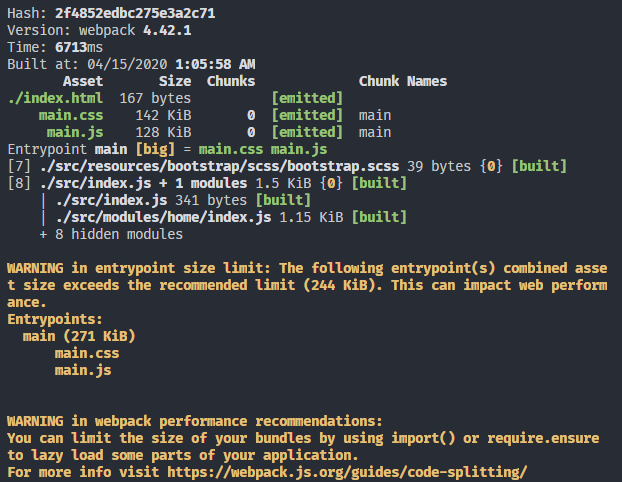 Hash: 2f4852edbc275e3a2c71
Version: webpack 4.42.1
Time: 6713ms
Built at: 04/15/2020 1:05:58 AM
       Asset       Size  Chunks             Chunk Names
./index.html  167 bytes          [emitted]
    main.css    142 KiB       0  [emitted]  main
     main.js    128 KiB       0  [emitted]  main
Entrypoint main [big] = main.css main.js
[7] ./src/resources/bootstrap/scss/bootstrap.scss 39 bytes {0} [built]
[8] ./src/index.js + 1 modules 1.5 KiB {0} [built]
    | ./src/index.js 341 bytes [built]
    | ./src/modules/home/index.js 1.15 KiB [built]
    + 8 hidden modules

WARNING in entrypoint size limit: The following entrypoint(s) combined asse
t size exceeds the recommended limit (244 KiB). This can impact web perform
ance.
Entrypoints:
  main (271 KiB)
      main.css
      main.js


WARNING in webpack performance recommendations:
You can limit the size of your bundles by using import() or require.ensure
to lazy load some parts of your application.
For more info visit https://webpack.js.org/guides/code-splitting/